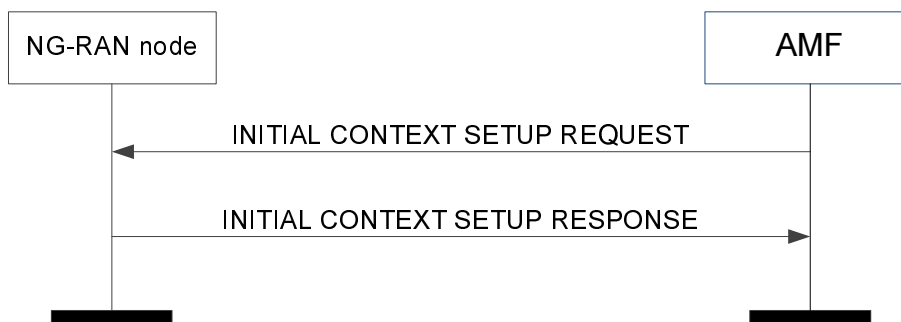 NG-RAN node
AMF
INITIAL CONTEXT SETUP REQUEST
INITIAL CONTEXT SETUP RESPONSE